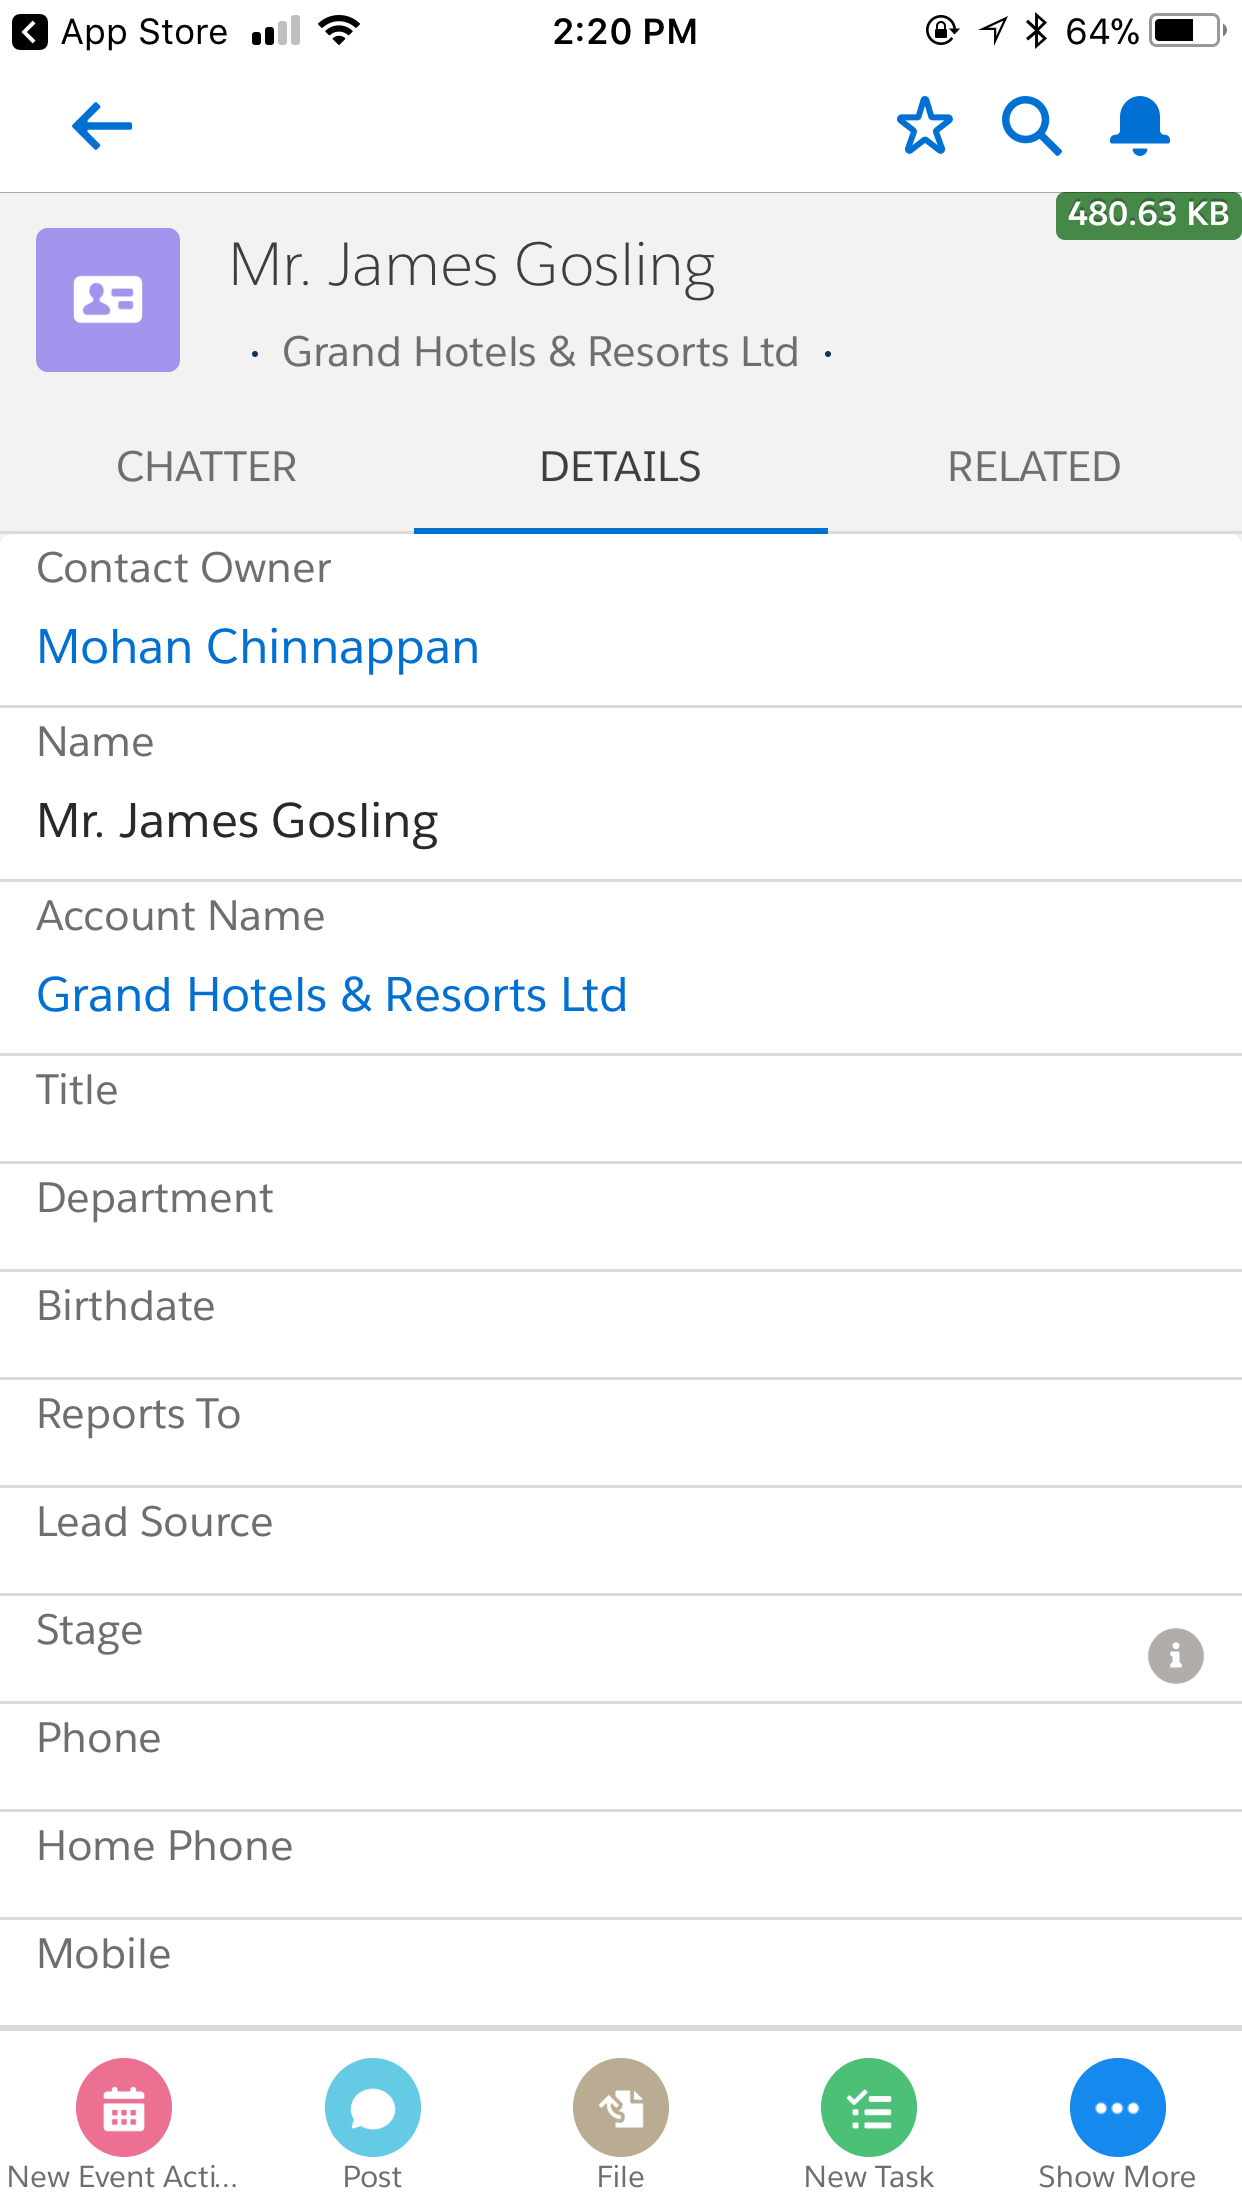 App Store
2:20 PM
64%
480.63 KB
Mr. James Gosling
· Grand Hotels & Resorts Ltd ·
CHATTER
DETAILS
RELATED
Contact Owner
Mohan Chinnappan
Name
Mr. James Gosling
Account Name
Grand Hotels & Resorts Ltd
Title
Department
Birthdate
Reports To
Lead Source
Stage
Phone
Home Phone
Mobile
New Event Acti...
Post
File
New Task
Show More